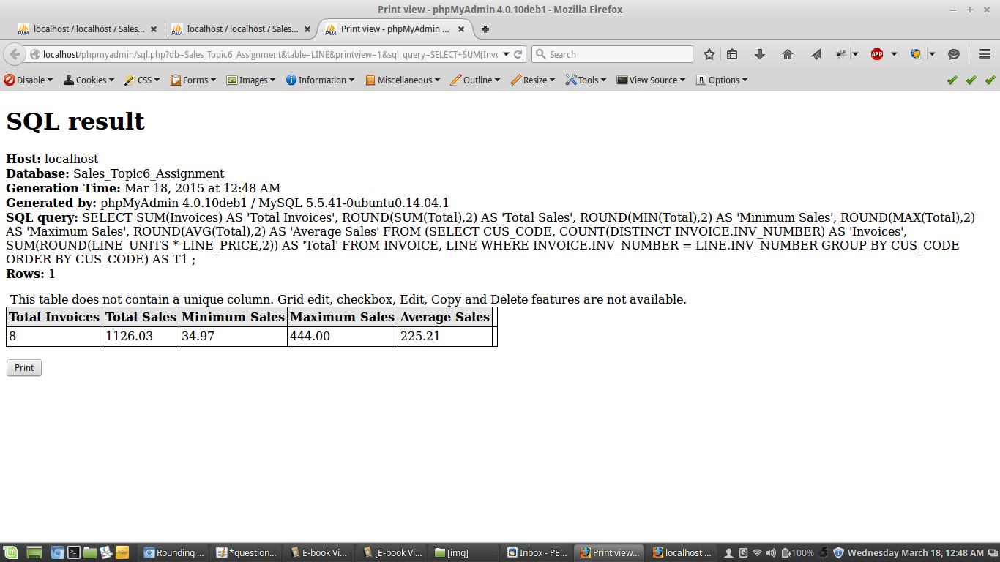 Print view - phpMyAdmin 4.0.10deb1 - Mozilla Firefox
localhost / localhost / Sales...
localhost / localhost / Sales...
Print view - phpMyAdmin ...
localhost/phpmyadmin/sql.php?db=Sales_Topic6_Assignment&table=LINE&printview=1&sql_query=SELECT+SUM(Invo
Search
ABP
Disable Cookies CSS Forms Images Information Miscellaneous Outline Resize Tools View Source Options
SQL result
Host: localhost
Database: Sales_Topic6_Assignment
Generation Time: Mar 18, 2015 at 12:48 AM
Generated by: phpMyAdmin 4.0.10deb1 / MySQL 5.5.41-0ubuntu0.14.04.1
SQL query: SELECT SUM(Invoices) AS 'Total Invoices', ROUND(SUM(Total),2) AS 'Total Sales', ROUND(MIN(Total),2) AS 'Minimum Sales', ROUND(MAX(Total),2)
AS 'Maximum Sales', ROUND(AVG(Total),2) AS 'Average Sales' FROM (SELECT CUS_CODE, COUNT(DISTINCT INVOICE.INV_NUMBER) AS 'Invoices',
SUM(ROUND(LINE_UNITS * LINE_PRICE,2)) AS 'Total' FROM INVOICE, LINE WHERE INVOICE.INV_NUMBER = LINE.INV_NUMBER GROUP BY CUS_CODE
ORDER BY CUS_CODE) AS T1 ;
Rows: 1
This table does not contain a unique column. Grid edit, checkbox, Edit, Copy and Delete features are not available.
Total Invoices Total Sales Minimum Sales Maximum Sales Average Sales
8 1126.03 34.97 444.00 225.21
Print
Rounding ... *question... E-book Vi... [E-book Vi... [img] Inbox - PE... Print view... localhost ... 100% Wednesday March 18, 12:48 AM